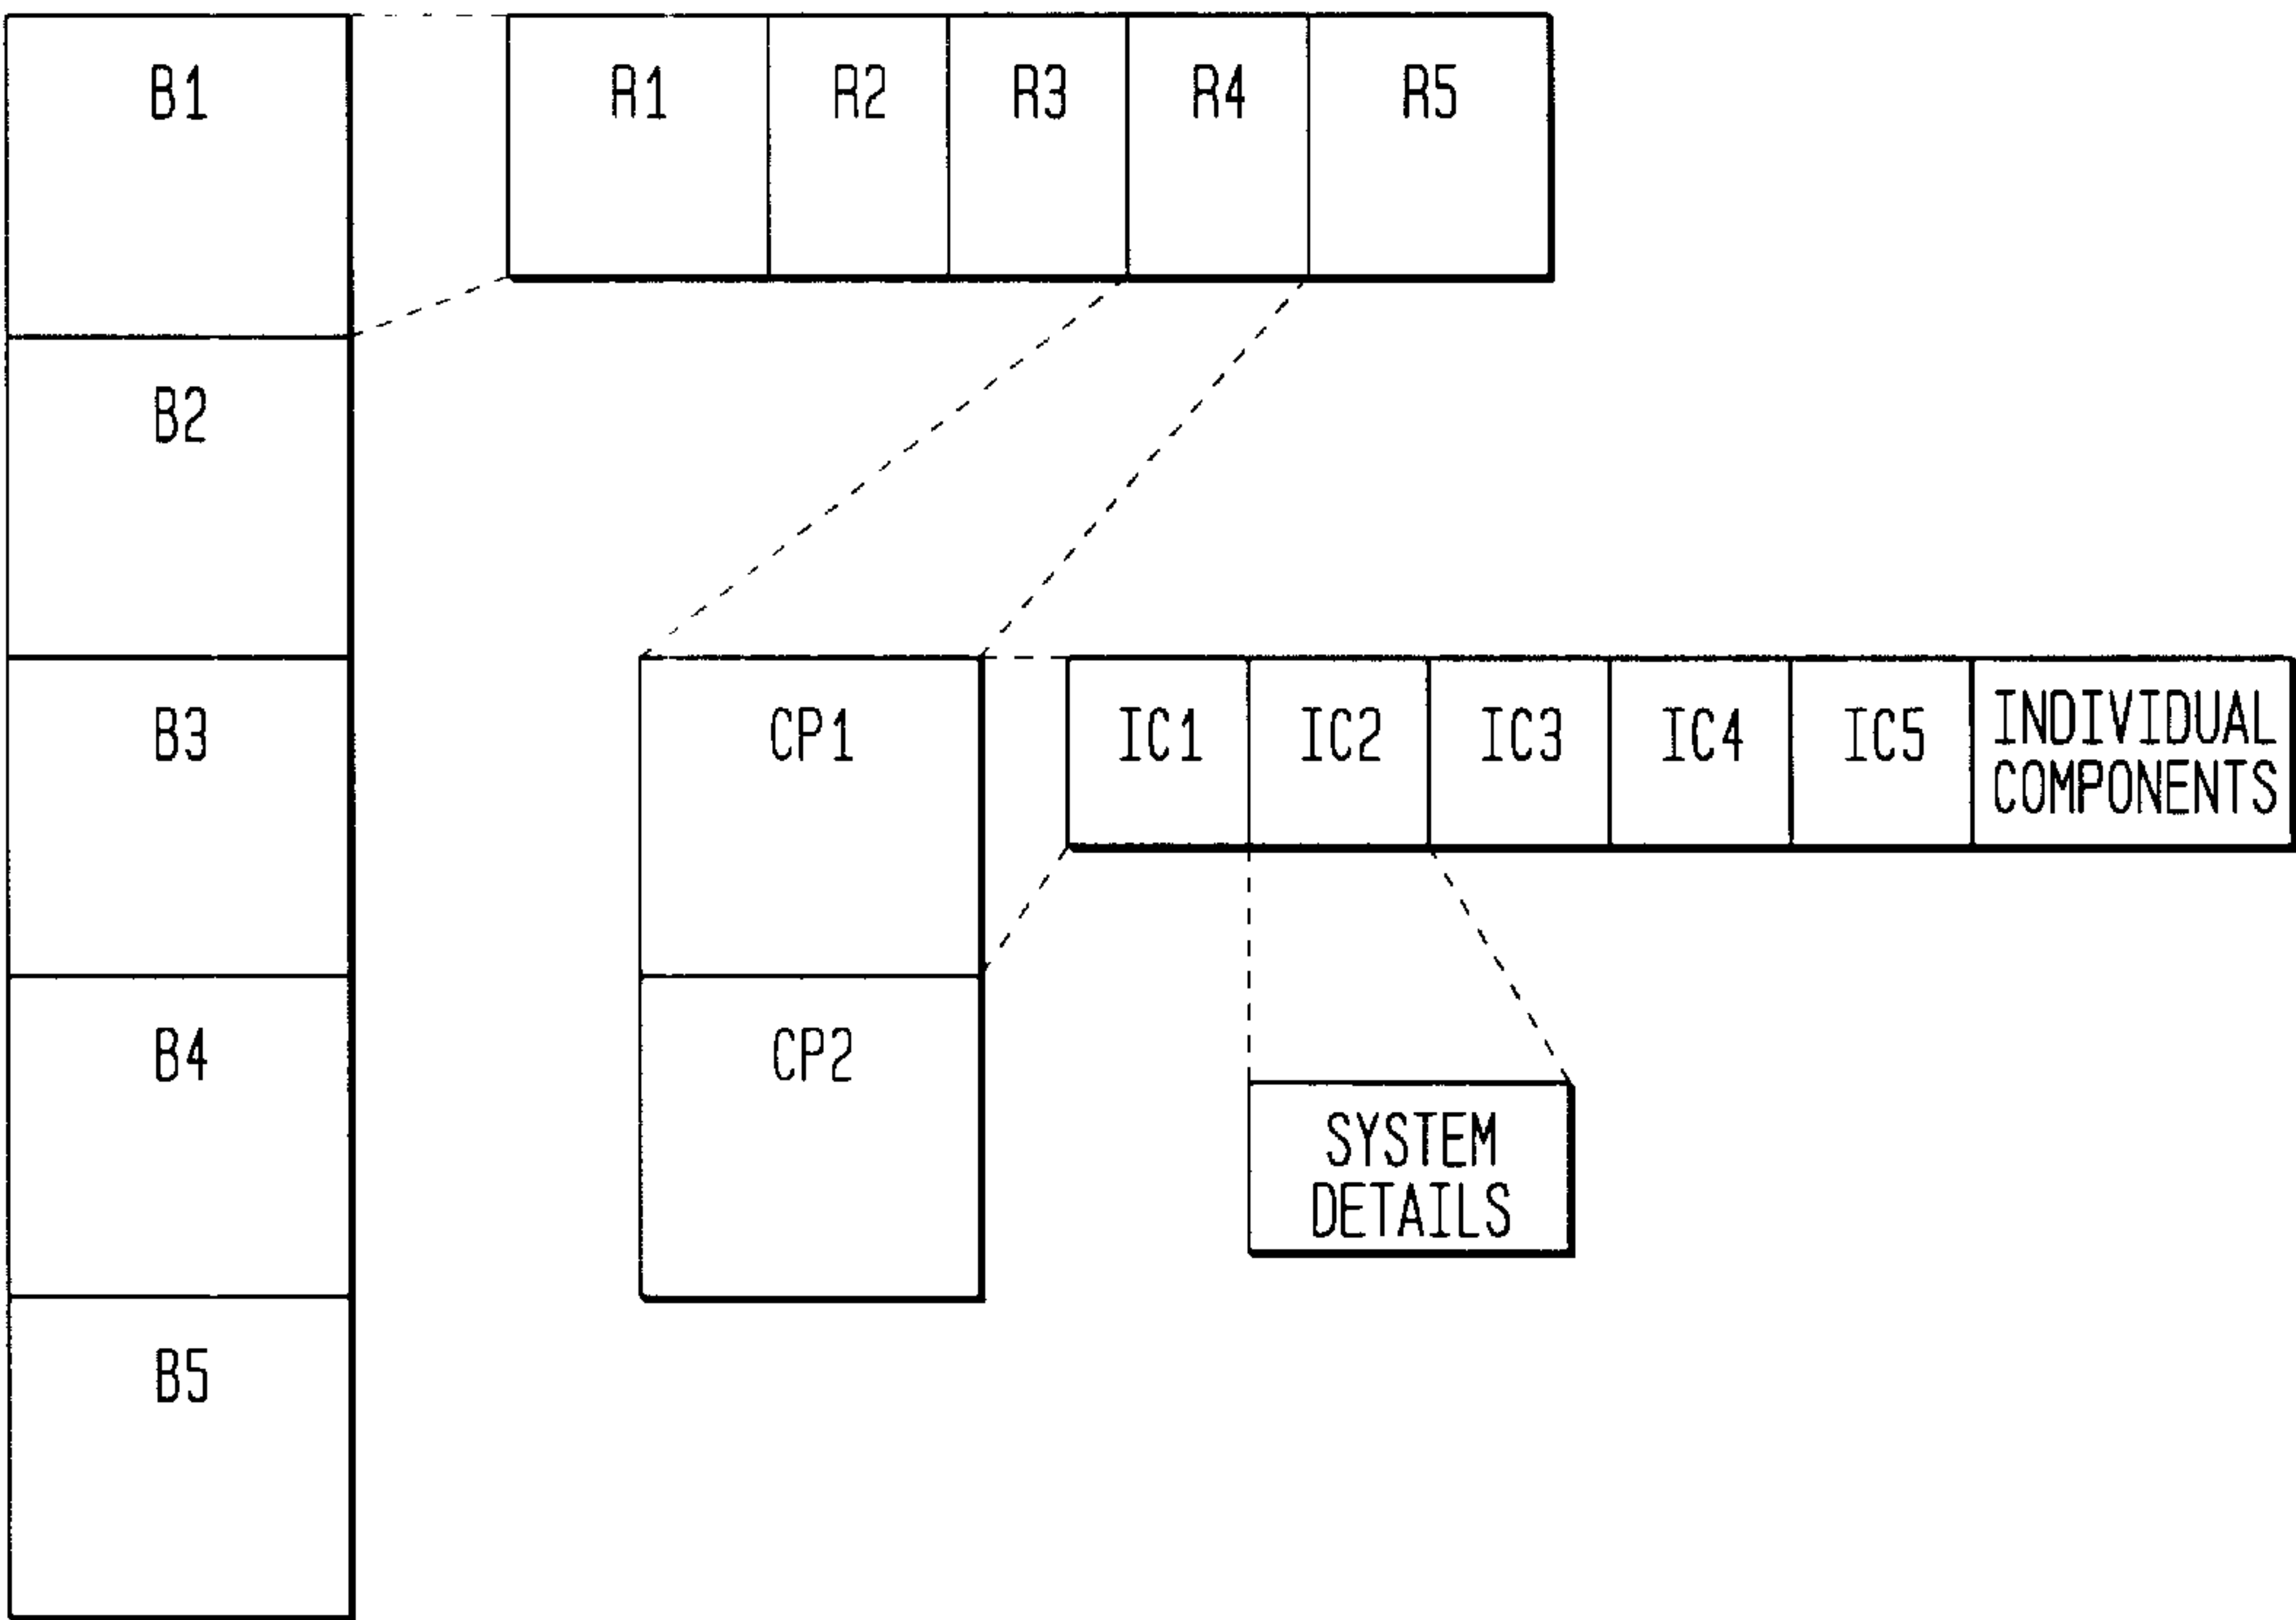 B1
R1
R2
R3
R4
R5
B2
B3
CP1
IC1
IC2
IC3
IC4
IC5
INDIVIDUAL
COMPONENTS
B4
CP2
SYSTEM
DETAILS
B5